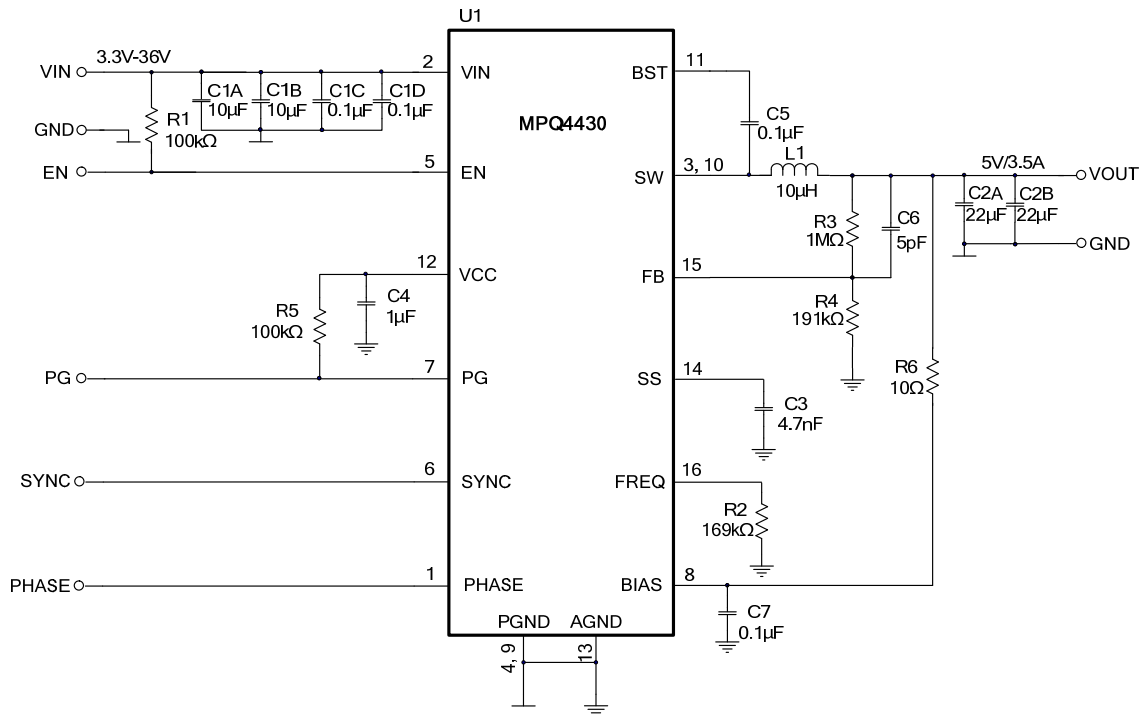 U1
3.3V-36V
VIN
2
VIN
C1A
10µF
C1B
10µF
C1C
0.1µF
C1D
0.1µF
GND
R1
100kΩ
EN
5
EN
MPQ4430
BST
11
C5
0.1µF
SW
3, 10
L1
10µH
5V/3.5A
VOUT
C2A
22µF
C2B
22µF
GND
R3
1MΩ
C6
5pF
FB
15
R4
191kΩ
12
VCC
R5
100kΩ
C4
1µF
PG
7
PG
SS
14
C3
4.7nF
R6
10Ω
SYNC
6
SYNC
FREQ
16
R2
169kΩ
PHASE
1
PHASE
BIAS
8
C7
0.1µF
PGND
AGND
4, 9
13